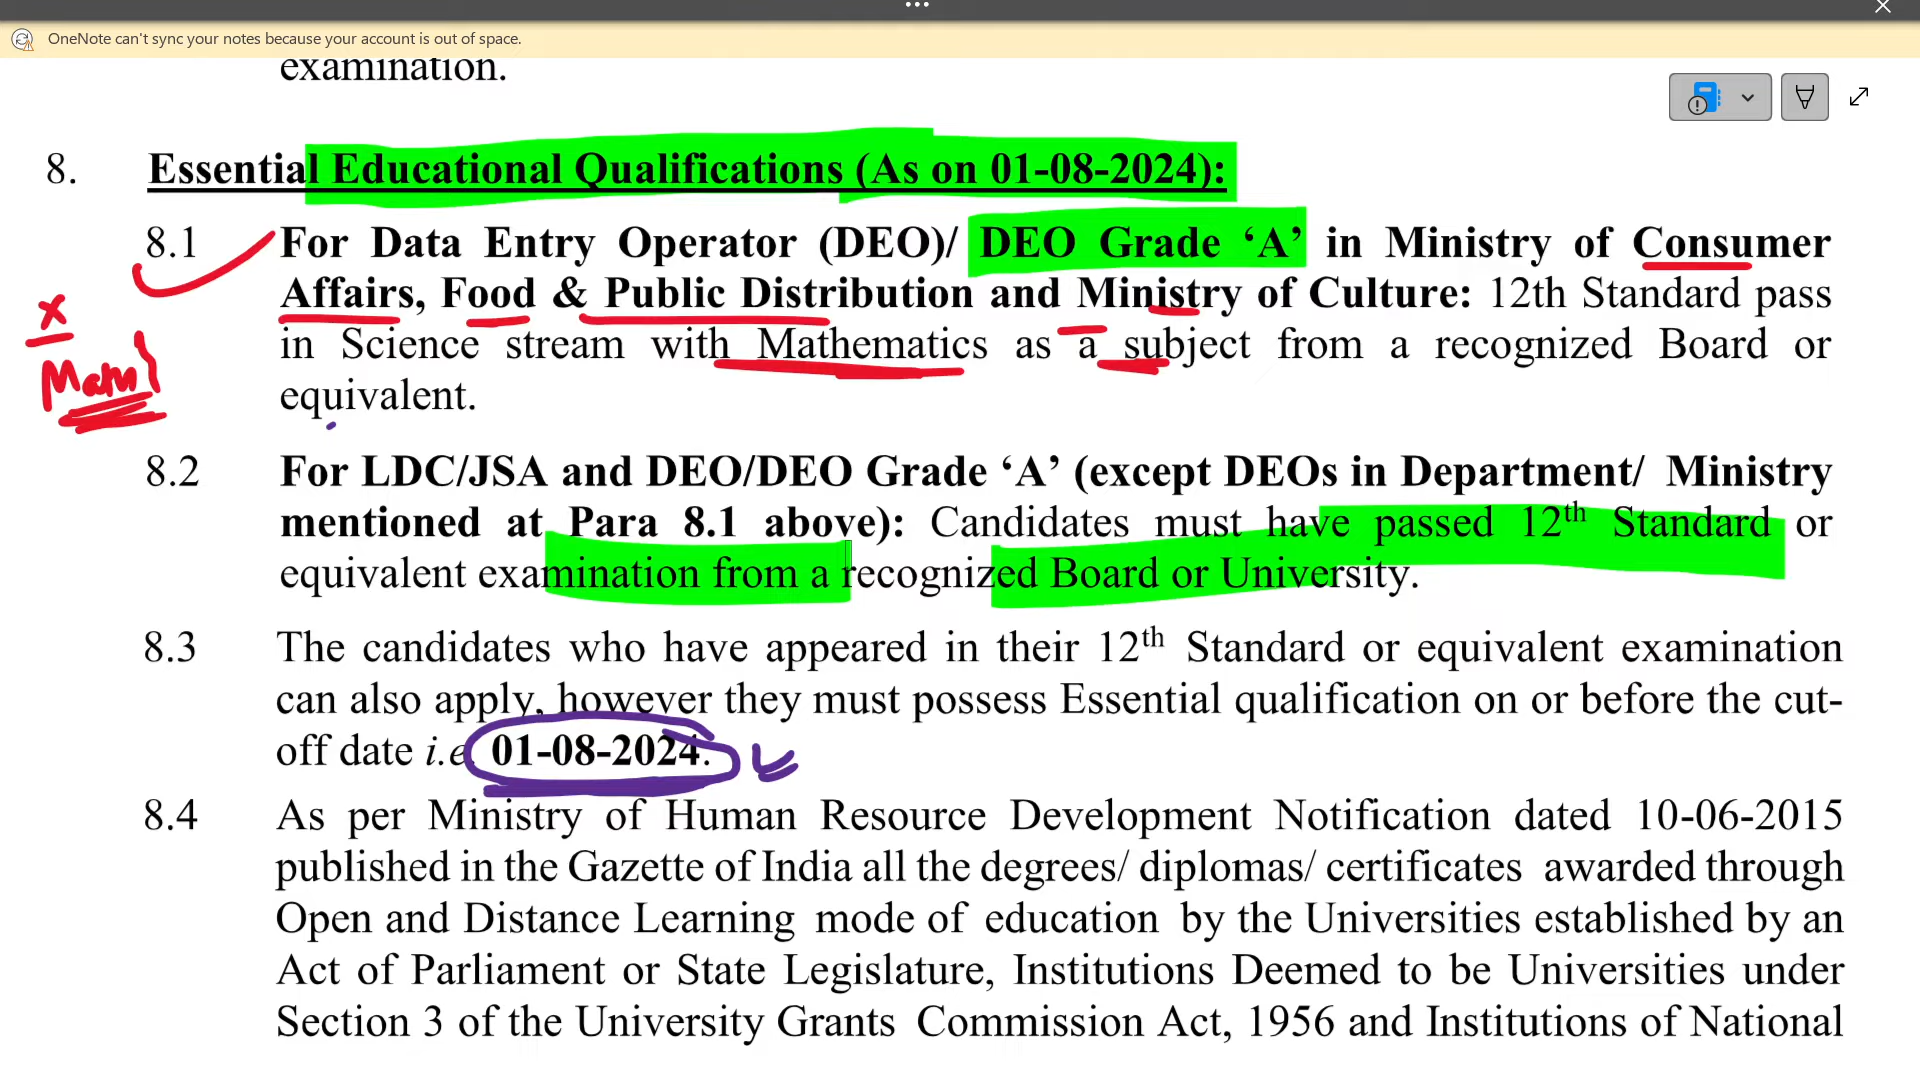 OneNote can't sync your notes because your account is out of space.
examination.
8. Essential Educational Qualifications (As on 01-08-2024):
8.1 For Data Entry Operator (DEO)/ DEO Grade ‘A’ in Ministry of Consumer
Affairs, Food & Public Distribution and Ministry of Culture: 12th Standard pass
in Science stream with Mathematics as a subject from a recognized Board or
equivalent.
x
Math
8.2 For LDC/JSA and DEO/DEO Grade ‘A’ (except DEOs in Department/ Ministry
mentioned at Para 8.1 above): Candidates must have passed 12th Standard or
equivalent examination from a recognized Board or University.
8.3 The candidates who have appeared in their 12th Standard or equivalent examination
can also apply, however they must possess Essential qualification on or before the cut-
off date i.e. 01-08-2024.
8.4 As per Ministry of Human Resource Development Notification dated 10-06-2015
published in the Gazette of India all the degrees/ diplomas/ certificates awarded through
Open and Distance Learning mode of education by the Universities established by an
Act of Parliament or State Legislature, Institutions Deemed to be Universities under
Section 3 of the University Grants Commission Act, 1956 and Institutions of National